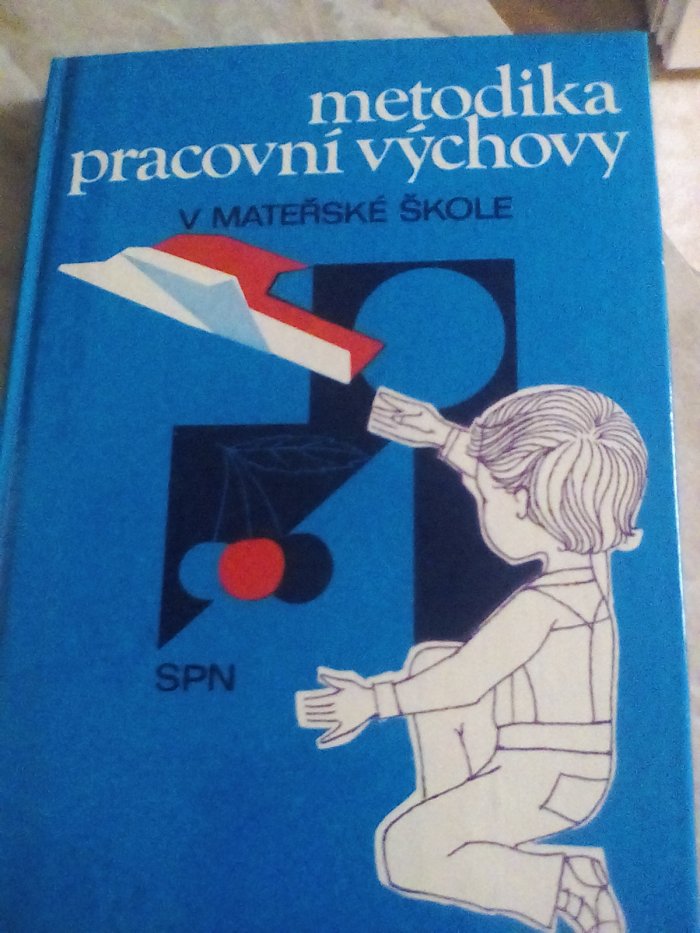 metodika
pracovní výchovy
V MATEŘSKÉ ŠKOLE
SPN